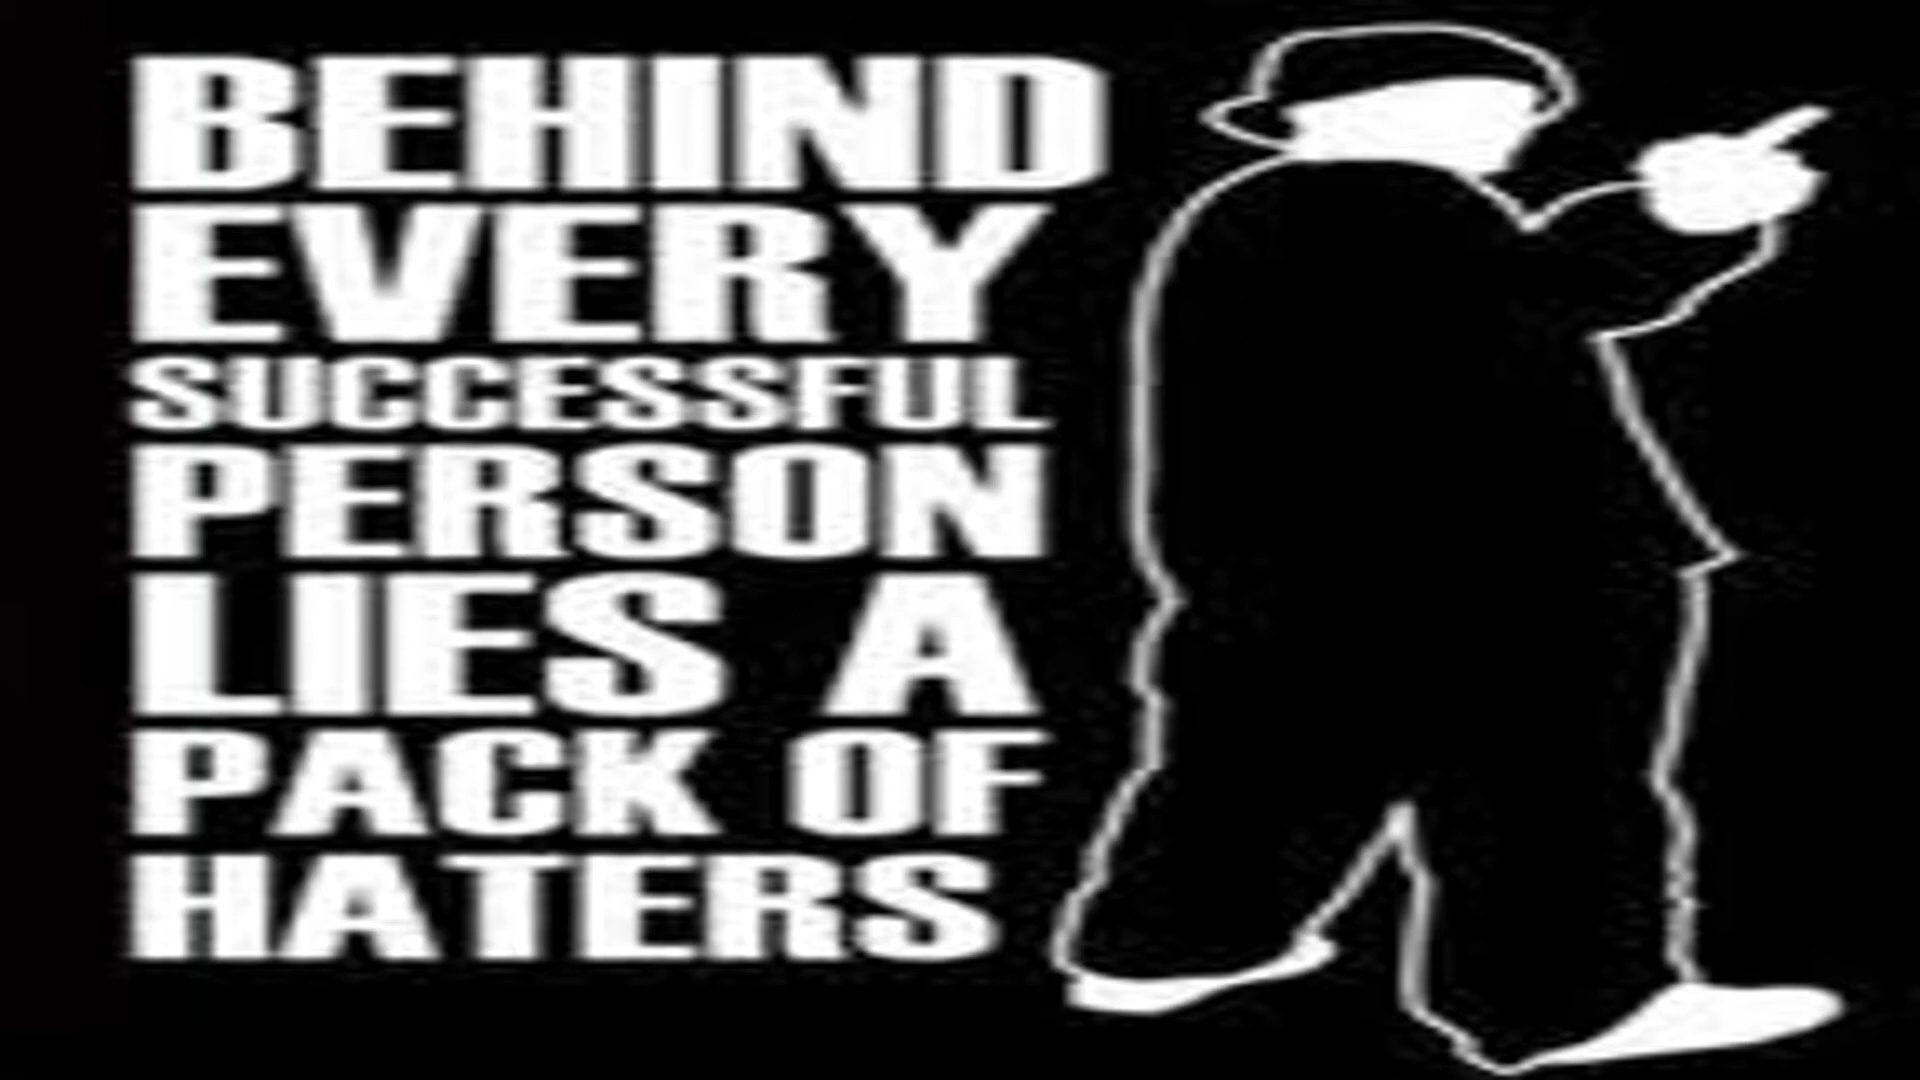 BEHIND
EVERY
SUCCESSFUL
PERSON
LIES A
PACK OF
HATERS